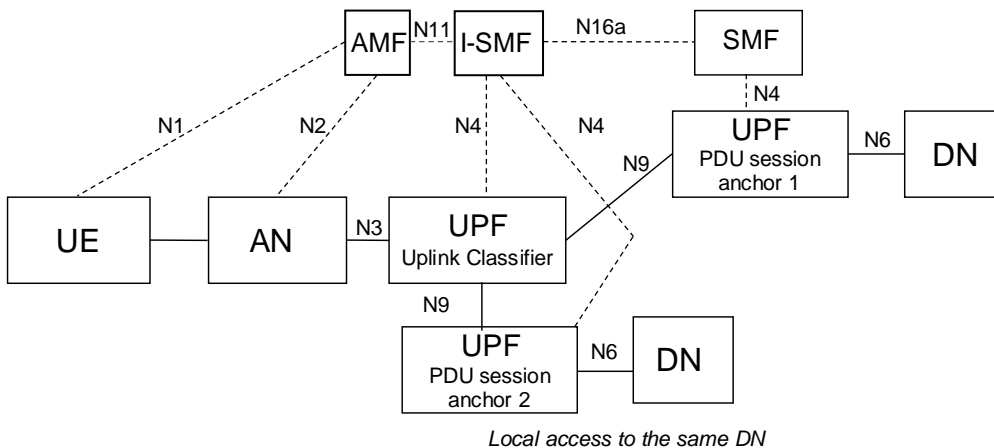 AMF
N11
I-SMF
N16a
SMF
N1
N2
N4
N4
N4
UPF
PDU session
anchor 1
N6
DN
N9
UE
AN
N3
UPF
Uplink Classifier
N9
UPF
PDU session
anchor 2
N6
DN
Local access to the same DN